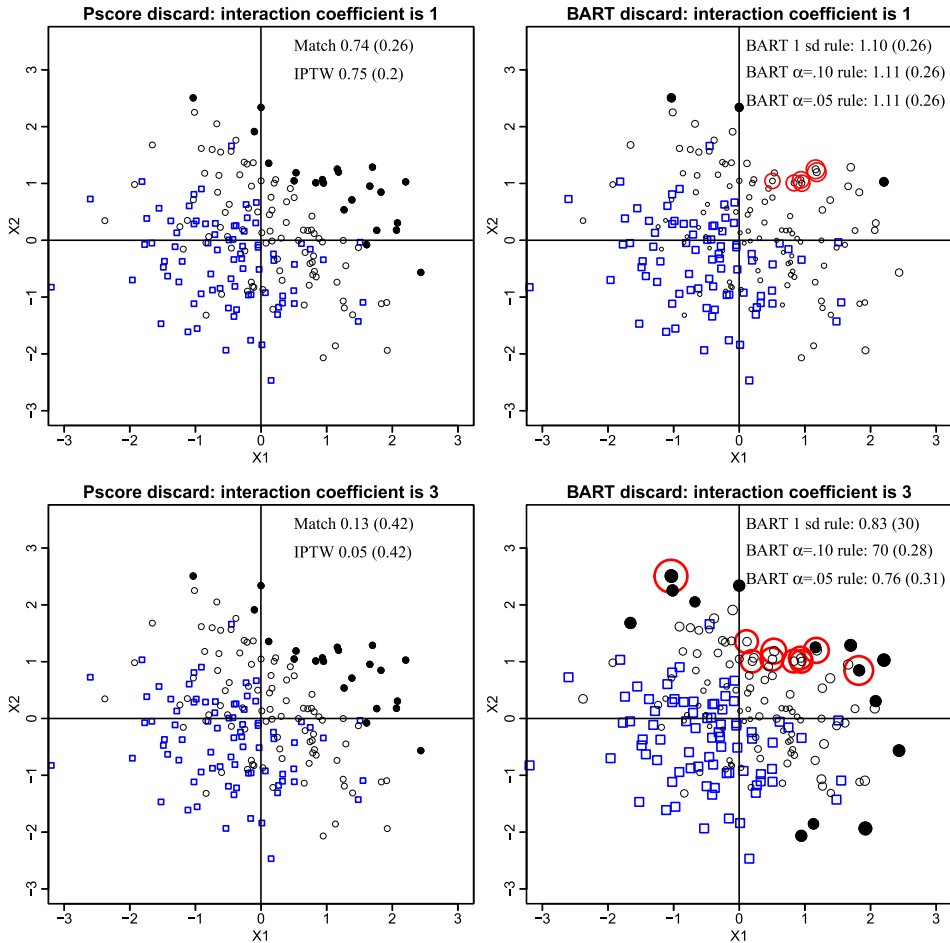 Pscore discard: interaction coefficient is 1
Match 0.74 (0.26)
IPTW 0.75 (0.2)
X2
3
2
1
0
−1
−2
−3
−3 −2 −1 0 1 2 3
X1
BART discard: interaction coefficient is 1
BART 1 sd rule: 1.10 (0.26)
BART α=.10 rule: 1.11 (0.26)
BART α=.05 rule: 1.11 (0.26)
X2
3
2
1
0
−1
−2
−3
−3 −2 −1 0 1 2 3
X1
Pscore discard: interaction coefficient is 3
Match 0.13 (0.42)
IPTW 0.05 (0.42)
X2
3
2
1
0
−1
−2
−3
−3 −2 −1 0 1 2 3
X1
BART discard: interaction coefficient is 3
BART 1 sd rule: 0.83 (30)
BART α=.10 rule: 70 (0.28)
BART α=.05 rule: 0.76 (0.31)
X2
3
2
1
0
−1
−2
−3
−3 −2 −1 0 1 2 3
X1